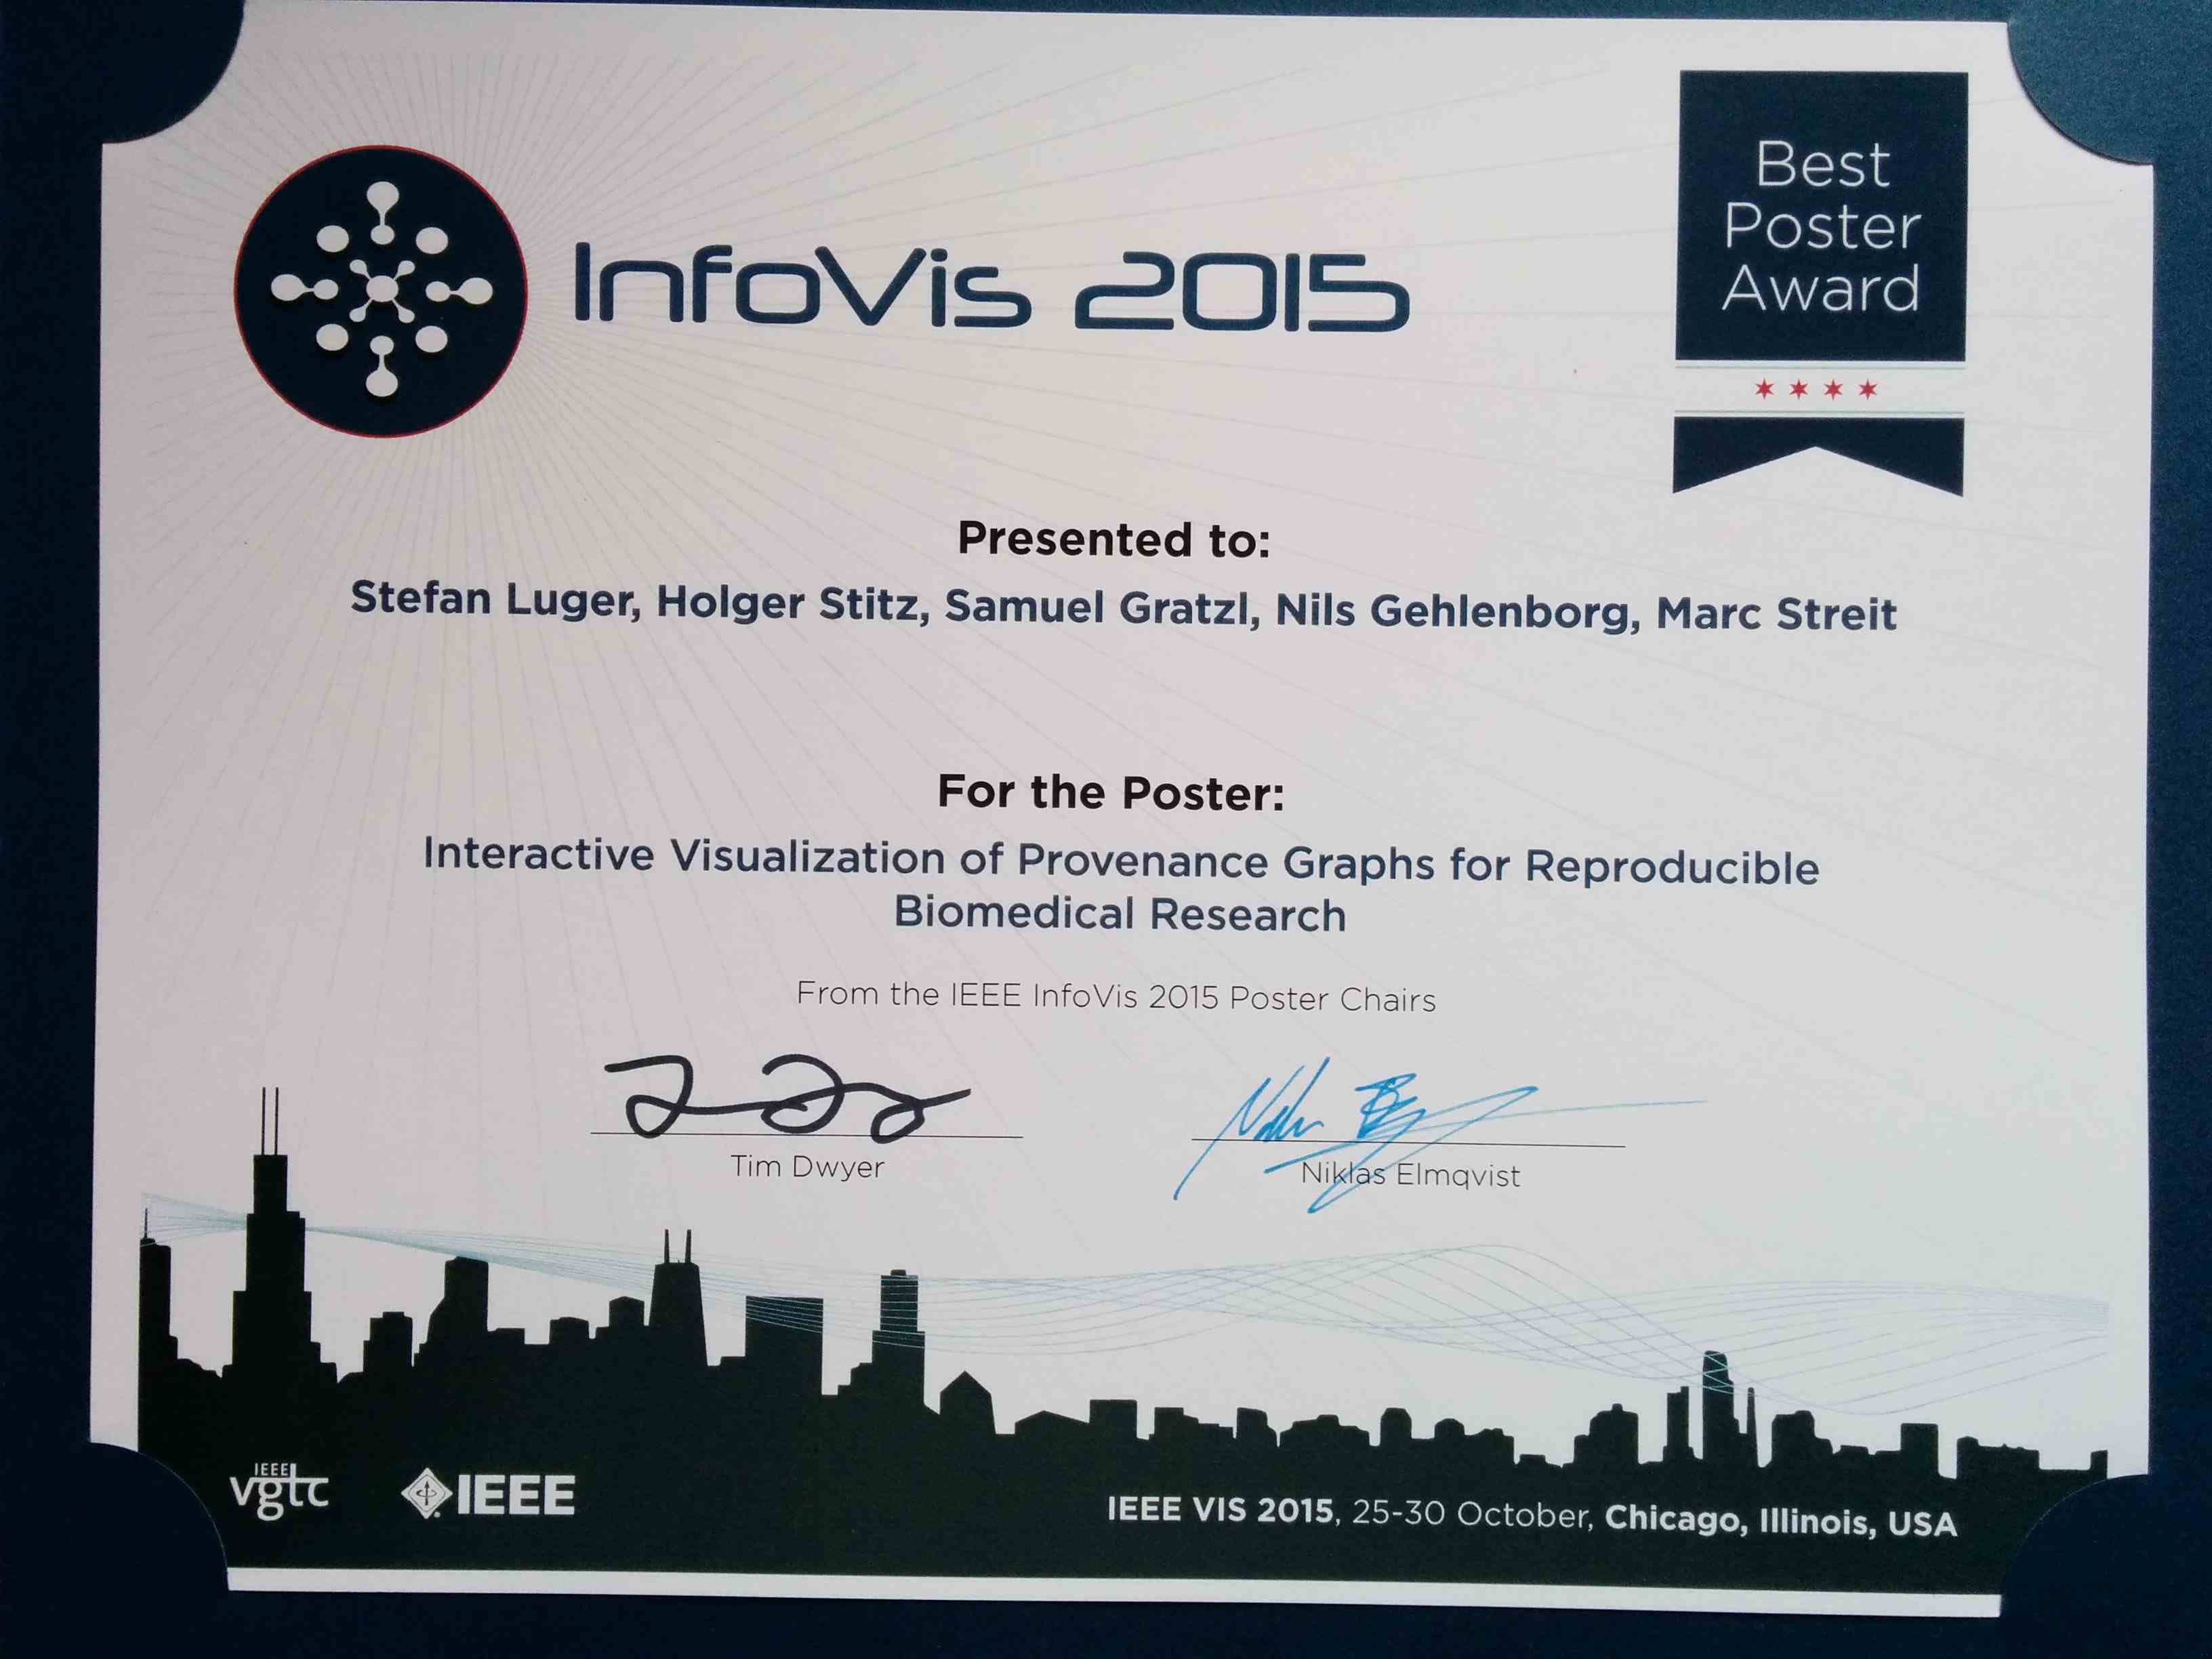 InfoVis 2015
Best
Poster
Award
Presented to:
Stefan Luger, Holger Stitz, Samuel Gratzl, Nils Gehlenborg, Marc Streit
For the Poster:
Interactive Visualization of Provenance Graphs for Reproducible
Biomedical Research
From the IEEE InfoVis 2015 Poster Chairs
Tim Dwyer
Niklas Elmqvist
IEEE
vgtc
IEEE
IEEE VIS 2015, 25-30 October, Chicago, Illinois, USA